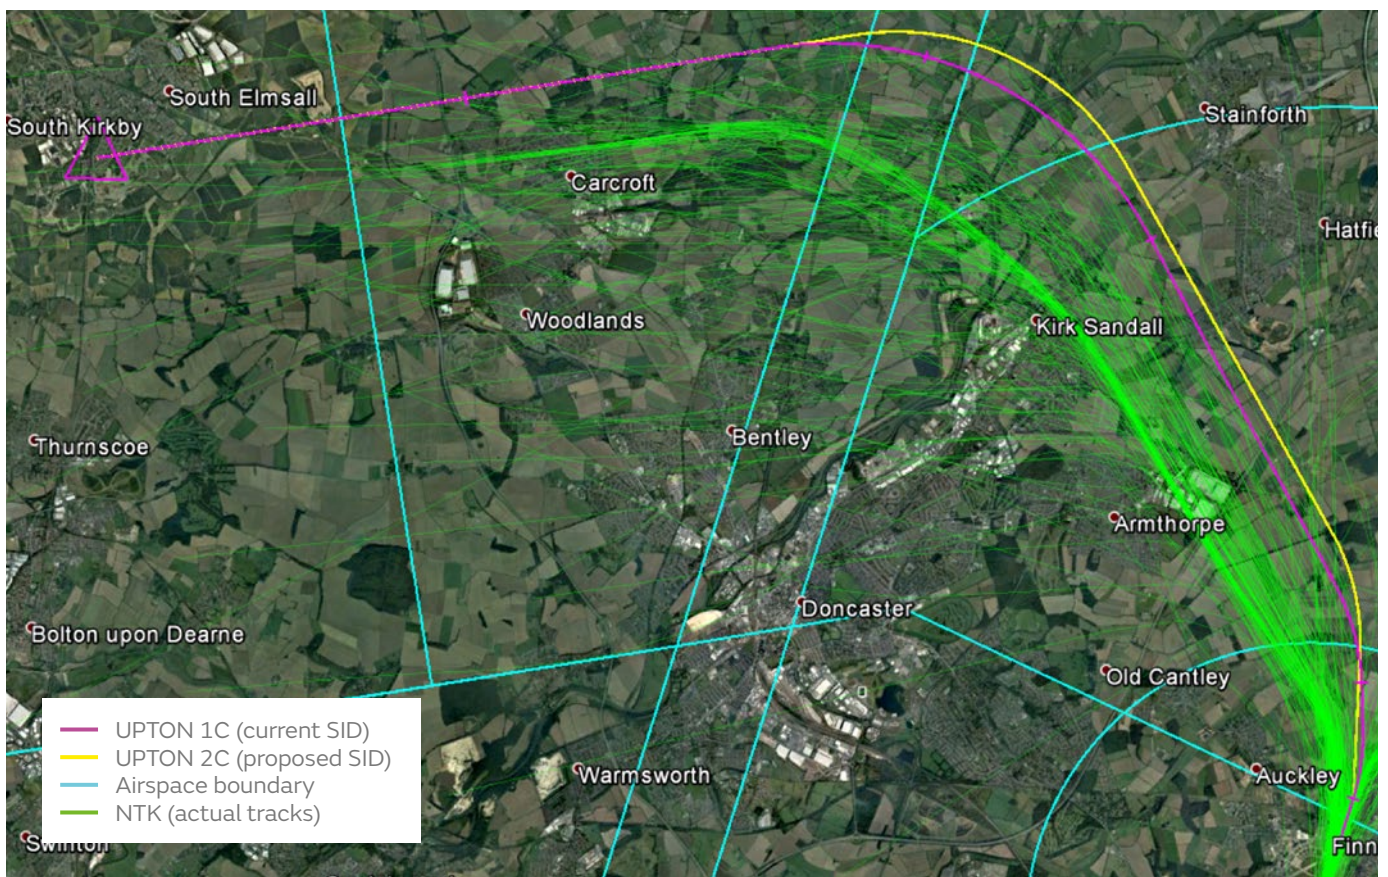 South Elmsall
South Kirkby
Stainforth
Carcroft
Hatfie
Woodlands
Kirk Sandall
Thurnscoe
Bentley
Armthorpe
Doncaster
Bolton upon Dearne
Old Cantley
UPTON 1C (current SID)
UPTON 2C (proposed SID)
Airspace boundary
NTK (actual tracks)
Warmsworth
Auckley
Swinton
Finn